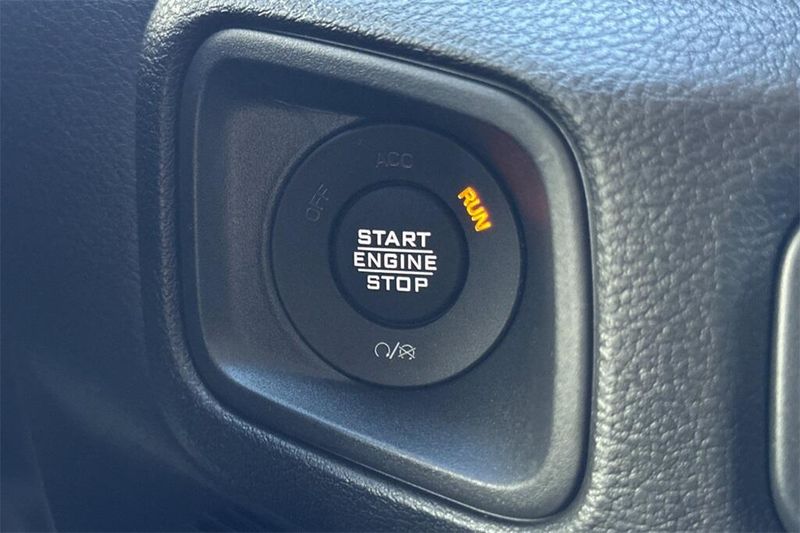 ACC
OFF
RUN
START
ENGINE
STOP